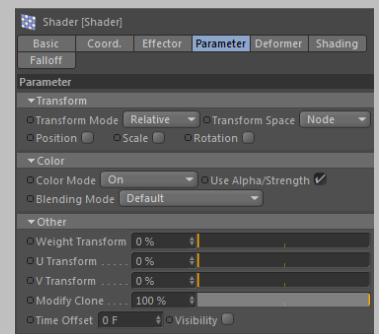 Shader [Shader]
Basic Coord. Effector Parameter Deformer Shading
Falloff
Parameter
Transform
Transform Mode Relative Transform Space Node
Position Scale Rotation
Color
Color Mode On Use Alpha/Strength
Blending Mode Default
Other
Weight Transform 0 %
U Transform ..... 0 %
V Transform ..... 0 %
Modify Clone.... 100 %
Time Offset 0 F Visibility